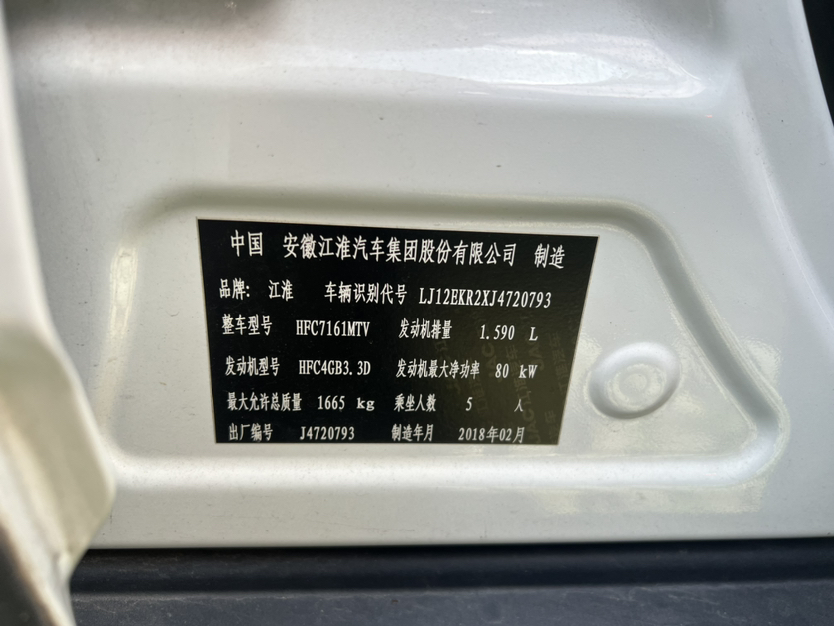 中国 安徽江淮汽车集团股份有限公司 制造
品牌: 江淮 车辆识别代号 LJ12EKR2XJ4720793
整车型号 HFC7161MTV 发动机排量 1.590 L
发动机型号 HFC4GB3.3D 发动机最大净功率 80 kW
最大允许总质量 1665 kg 乘坐人数 5 人
出厂编号 J4720793 制造年月 2018年02月